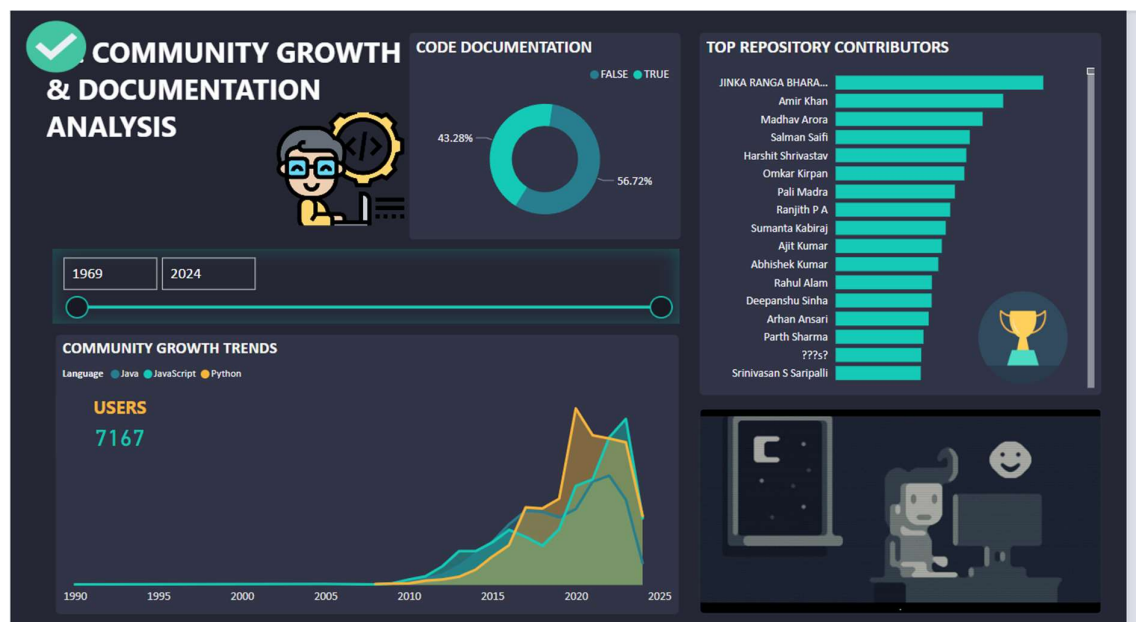 COMMUNITY GROWTH
& DOCUMENTATION
ANALYSIS
CODE DOCUMENTATION
FALSE TRUE
43.28%
56.72%
TOP REPOSITORY CONTRIBUTORS
JINKA RANGA BHARA...
Amir Khan
Madhav Arora
Salman Saifi
Harshit Shrivastav
Omkar Kirpan
Pali Madra
Ranjith P A
Sumanta Kabiraj
Ajit Kumar
Abhishek Kumar
Rahul Alam
Deepanshu Sinha
Arhan Ansari
Parth Sharma
???s?
Srinivasan S Saripalli
1969
2024
COMMUNITY GROWTH TRENDS
Language Java JavaScript Python
USERS
7167
1990 1995 2000 2005 2010 2015 2020 2025